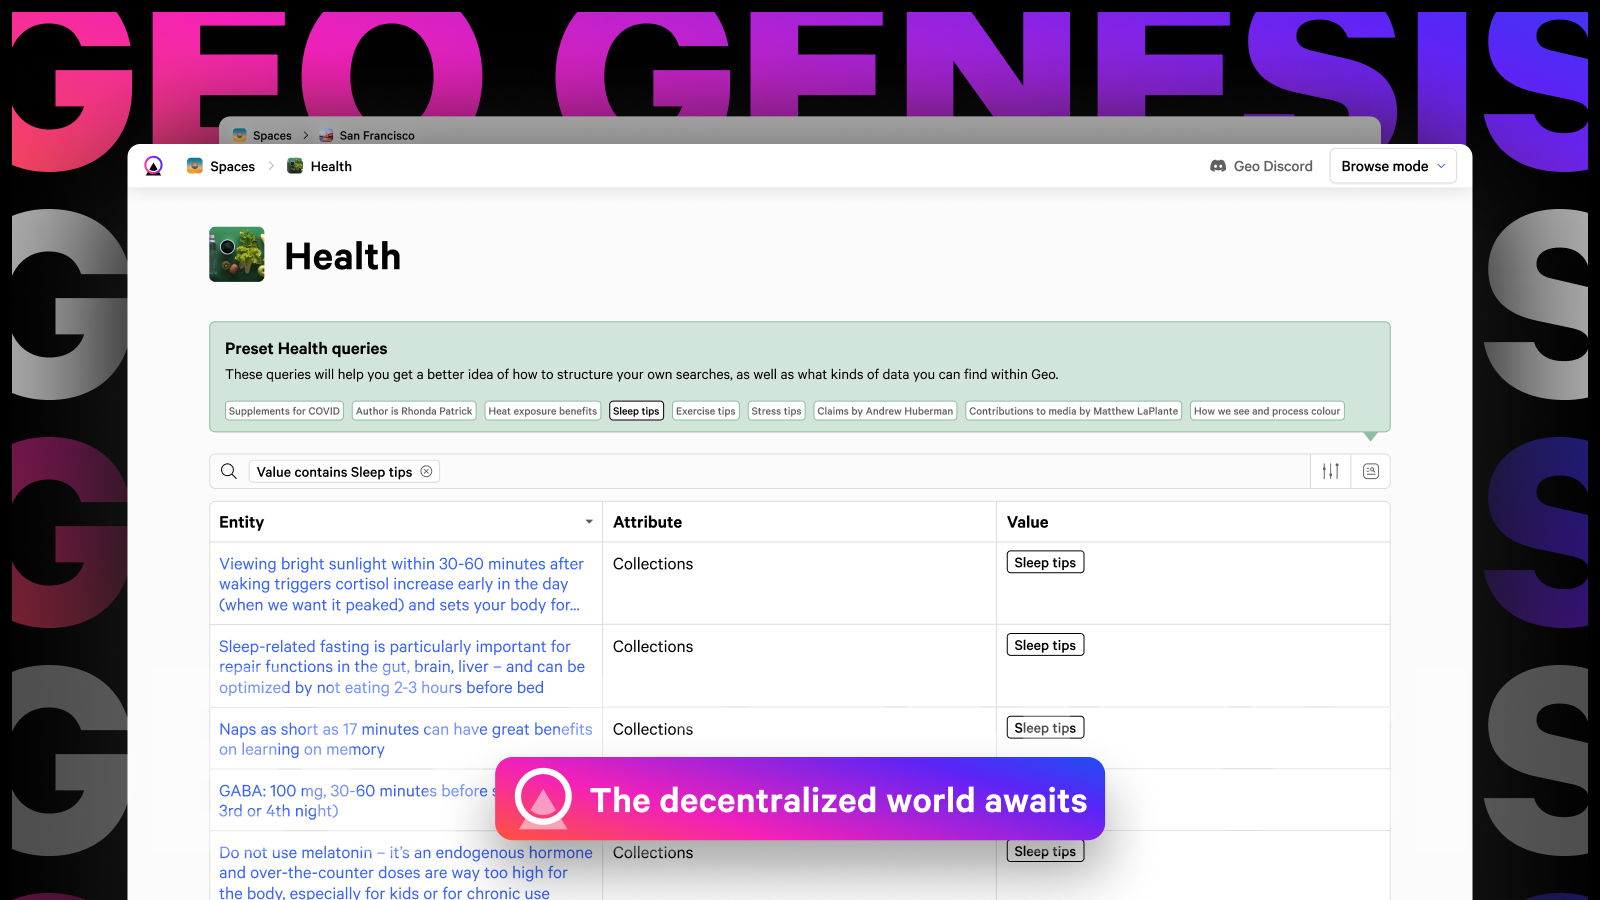 GEO GENESIS
Spaces > San Francisco
Spaces > Health
Geo Discord
Browse mode
Health
Preset Health queries
These queries will help you get a better idea of how to structure your own searches, as well as what kinds of data you can find within Geo.
Supplements for COVID
Author is Rhonda Patrick
Heat exposure benefits
Sleep tips
Exercise tips
Stress tips
Claims by Andrew Huberman
Contributions to media by Matthew LaPlante
How we see and process colour
Value contains Sleep tips
Entity
Attribute
Value
Viewing bright sunlight within 30-60 minutes after
waking triggers cortisol increase early in the day
(when we want it peaked) and sets your body for...
Collections
Sleep tips
Sleep-related fasting is particularly important for
repair functions in the gut, brain, liver – and can be
optimized by not eating 2-3 hours before bed
Collections
Sleep tips
Naps as short as 17 minutes can have great benefits
on learning on memory
Collections
Sleep tips
GABA: 100 mg, 30-60 minutes before s
3rd or 4th night)
The decentralized world awaits
Do not use melatonin – it's an endogenous hormone
and over-the-counter doses are way too high for
the body, especially for kids or for chronic use
Collections
Sleep tips
G
S
G
S
G
S